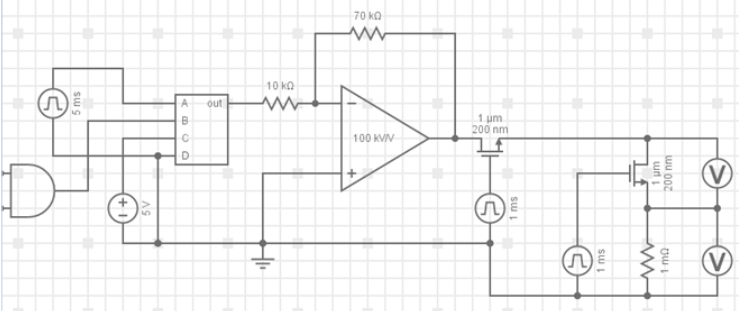 70 kΩ
10 kΩ
5 ms
A
out
B
C
D
100 kV/V
1 μm
200 nm
5 V
1 ms
1 ms
1 μm
200 nm
1 mΩ
V
V